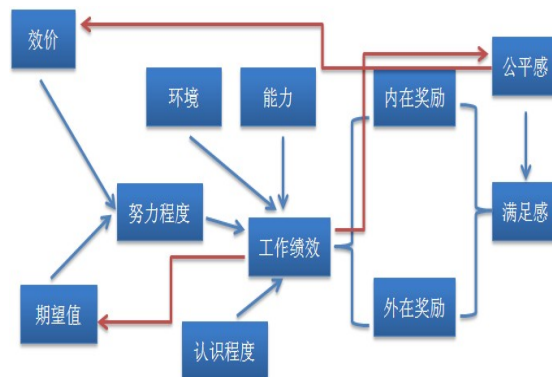 效价
公平感
环境
能力
内在奖励
努力程度
工作绩效
满足感
期望值
外在奖励
认识程度